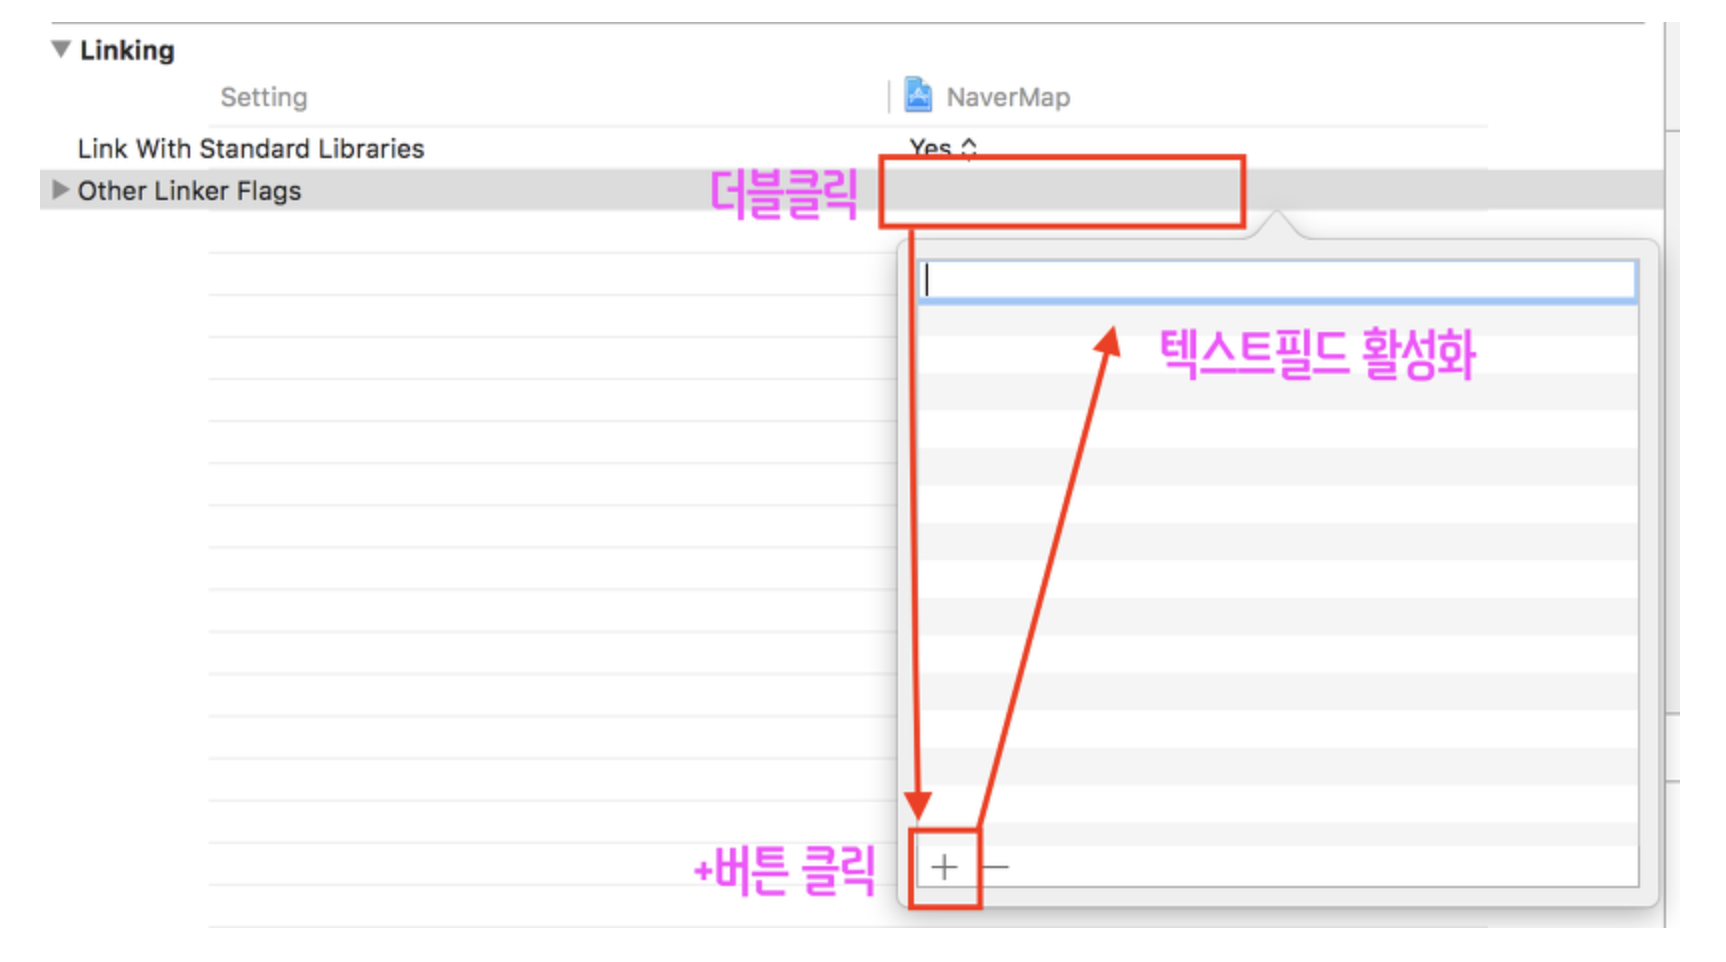 Linking
Setting NaverMap
Link With Standard Libraries Yes
Other Linker Flags 더블클릭
텍스트필드 활성화
+버튼 클릭